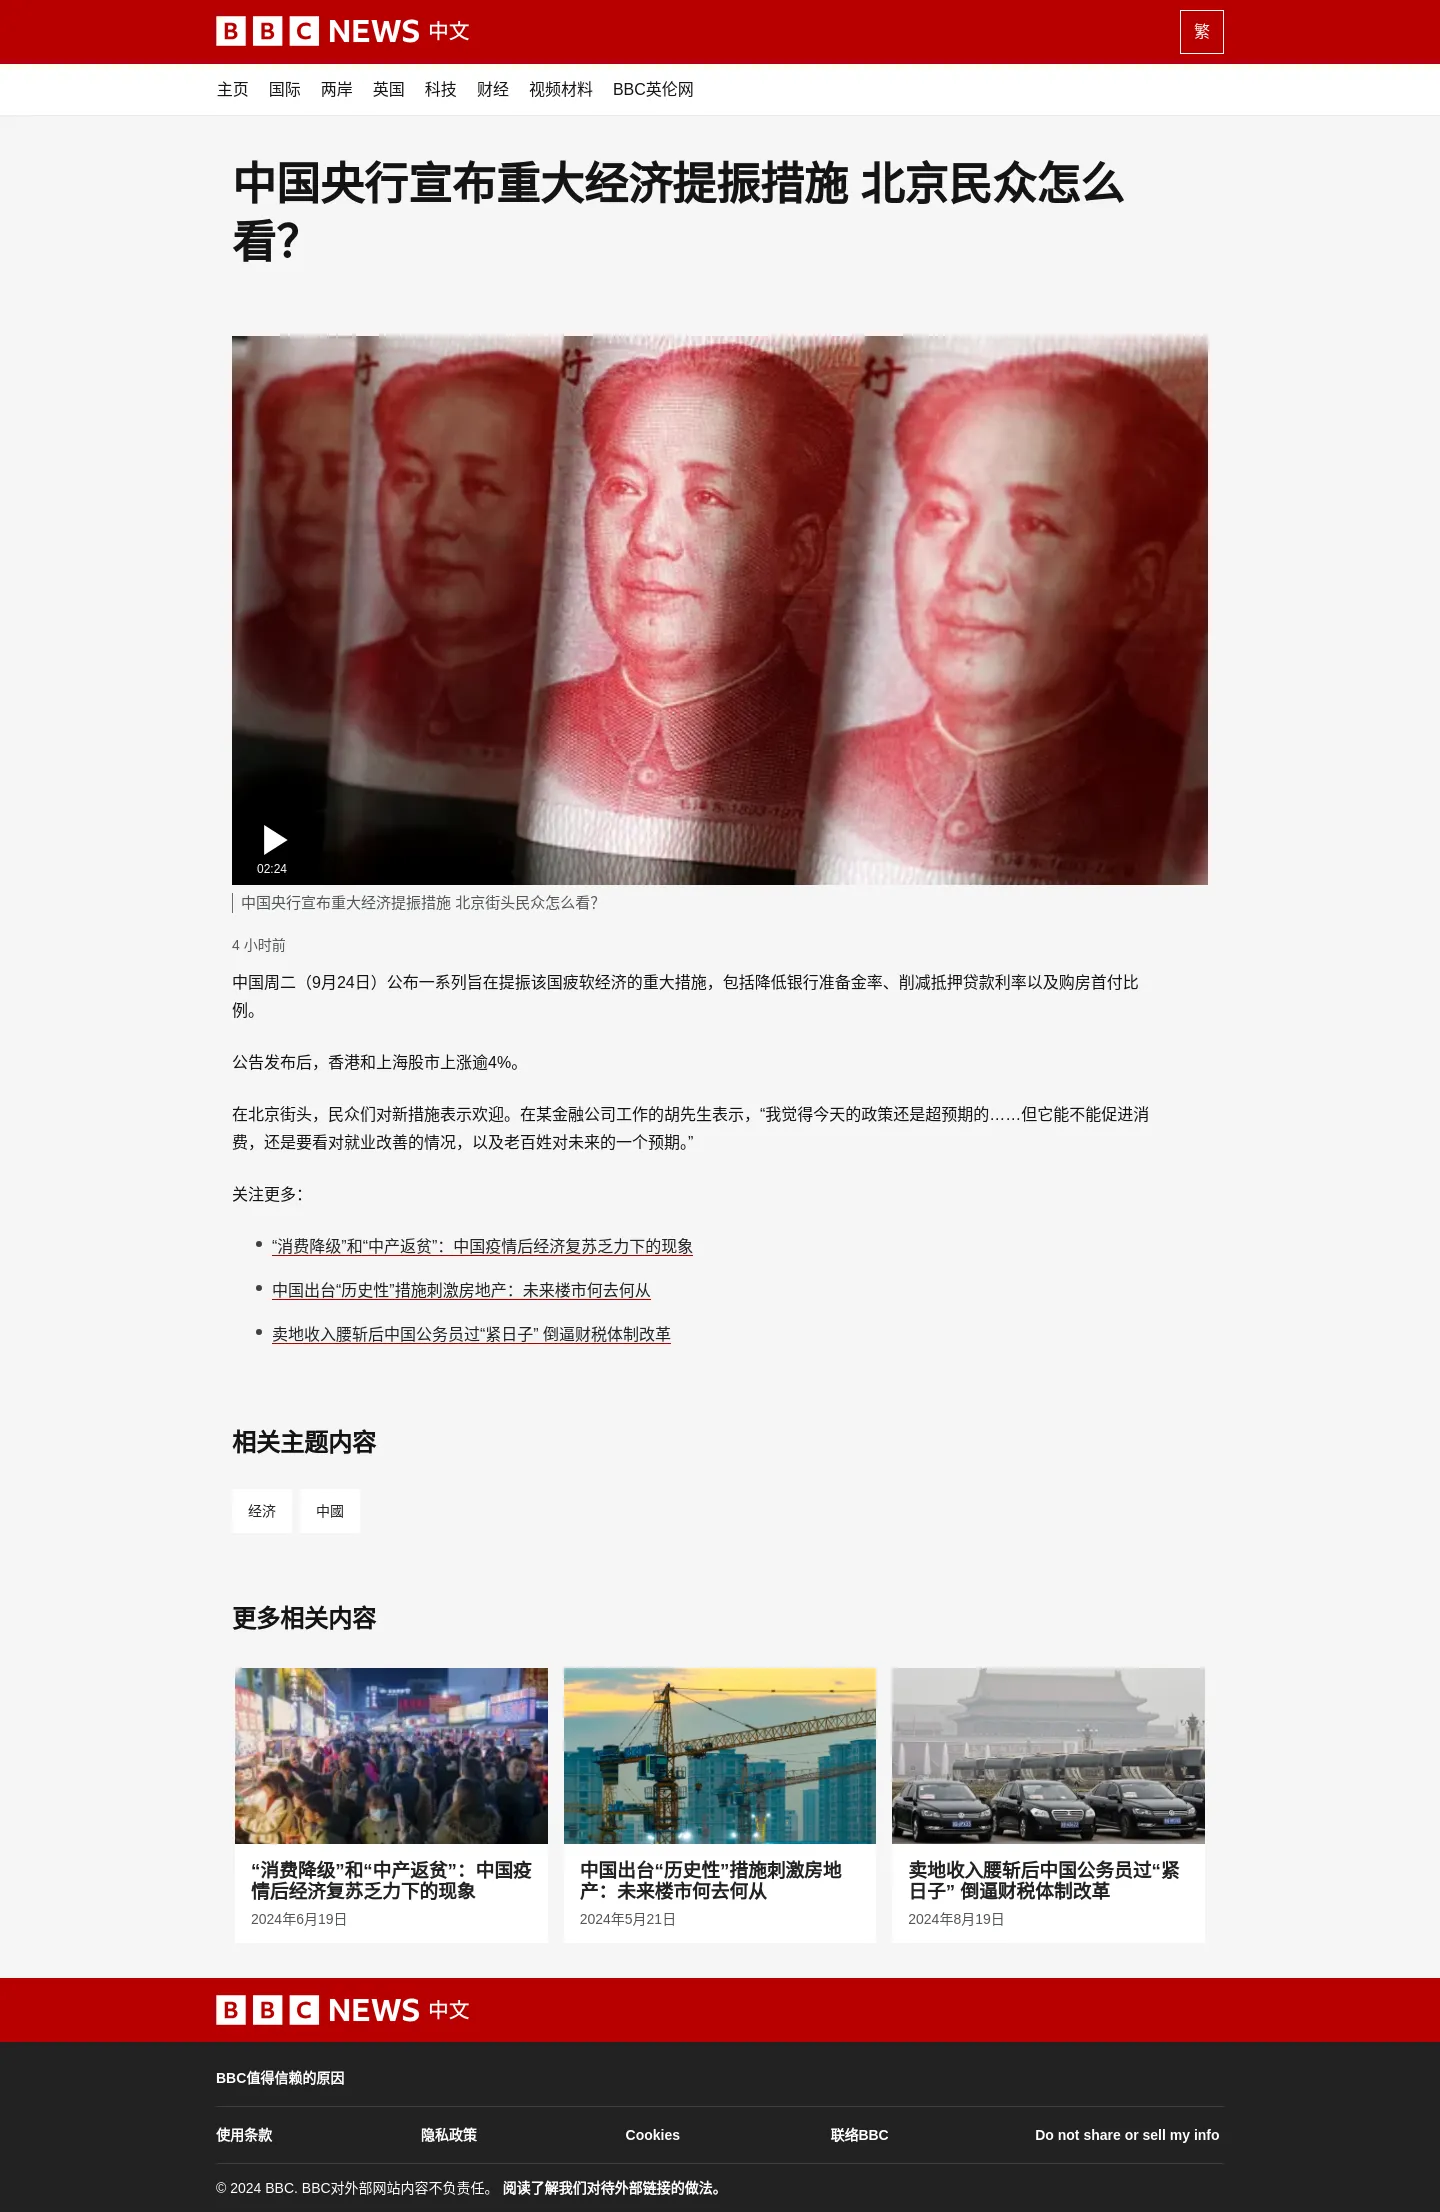 BBC NEWS 中文
繁
主页 国际 两岸 英国 科技 财经 视频材料 BBC英伦网
中国央行宣布重大经济提振措施 北京民众怎么
看？
行 行 行
02:24
中国央行宣布重大经济提振措施 北京街头民众怎么看？
4 小时前
中国周二（9月24日）公布一系列旨在提振该国疲软经济的重大措施，包括降低银行准备金率、削减抵押贷款利率以及购房首付比
例。
公告发布后，香港和上海股市上涨逾4%。
在北京街头，民众们对新措施表示欢迎。在某金融公司工作的胡先生表示，“我觉得今天的政策还是超预期的……但它能不能促进消
费，还是要看对就业改善的情况，以及老百姓对未来的一个预期。”
关注更多：
“消费降级”和“中产返贫”：中国疫情后经济复苏乏力下的现象
中国出台“历史性”措施刺激房地产：未来楼市何去何从
卖地收入腰斩后中国公务员过“紧日子” 倒逼财税体制改革
相关主题内容
经济 中國
更多相关内容
“消费降级”和“中产返贫”：中国疫
情后经济复苏乏力下的现象
2024年6月19日
中国出台“历史性”措施刺激房地
产：未来楼市何去何从
2024年5月21日
卖地收入腰斩后中国公务员过“紧
日子” 倒逼财税体制改革
2024年8月19日
BBC NEWS 中文
BBC值得信赖的原因
使用条款 隐私政策 Cookies 联络BBC Do not share or sell my info
© 2024 BBC. BBC对外部网站内容不负责任。 阅读了解我们对待外部链接的做法。